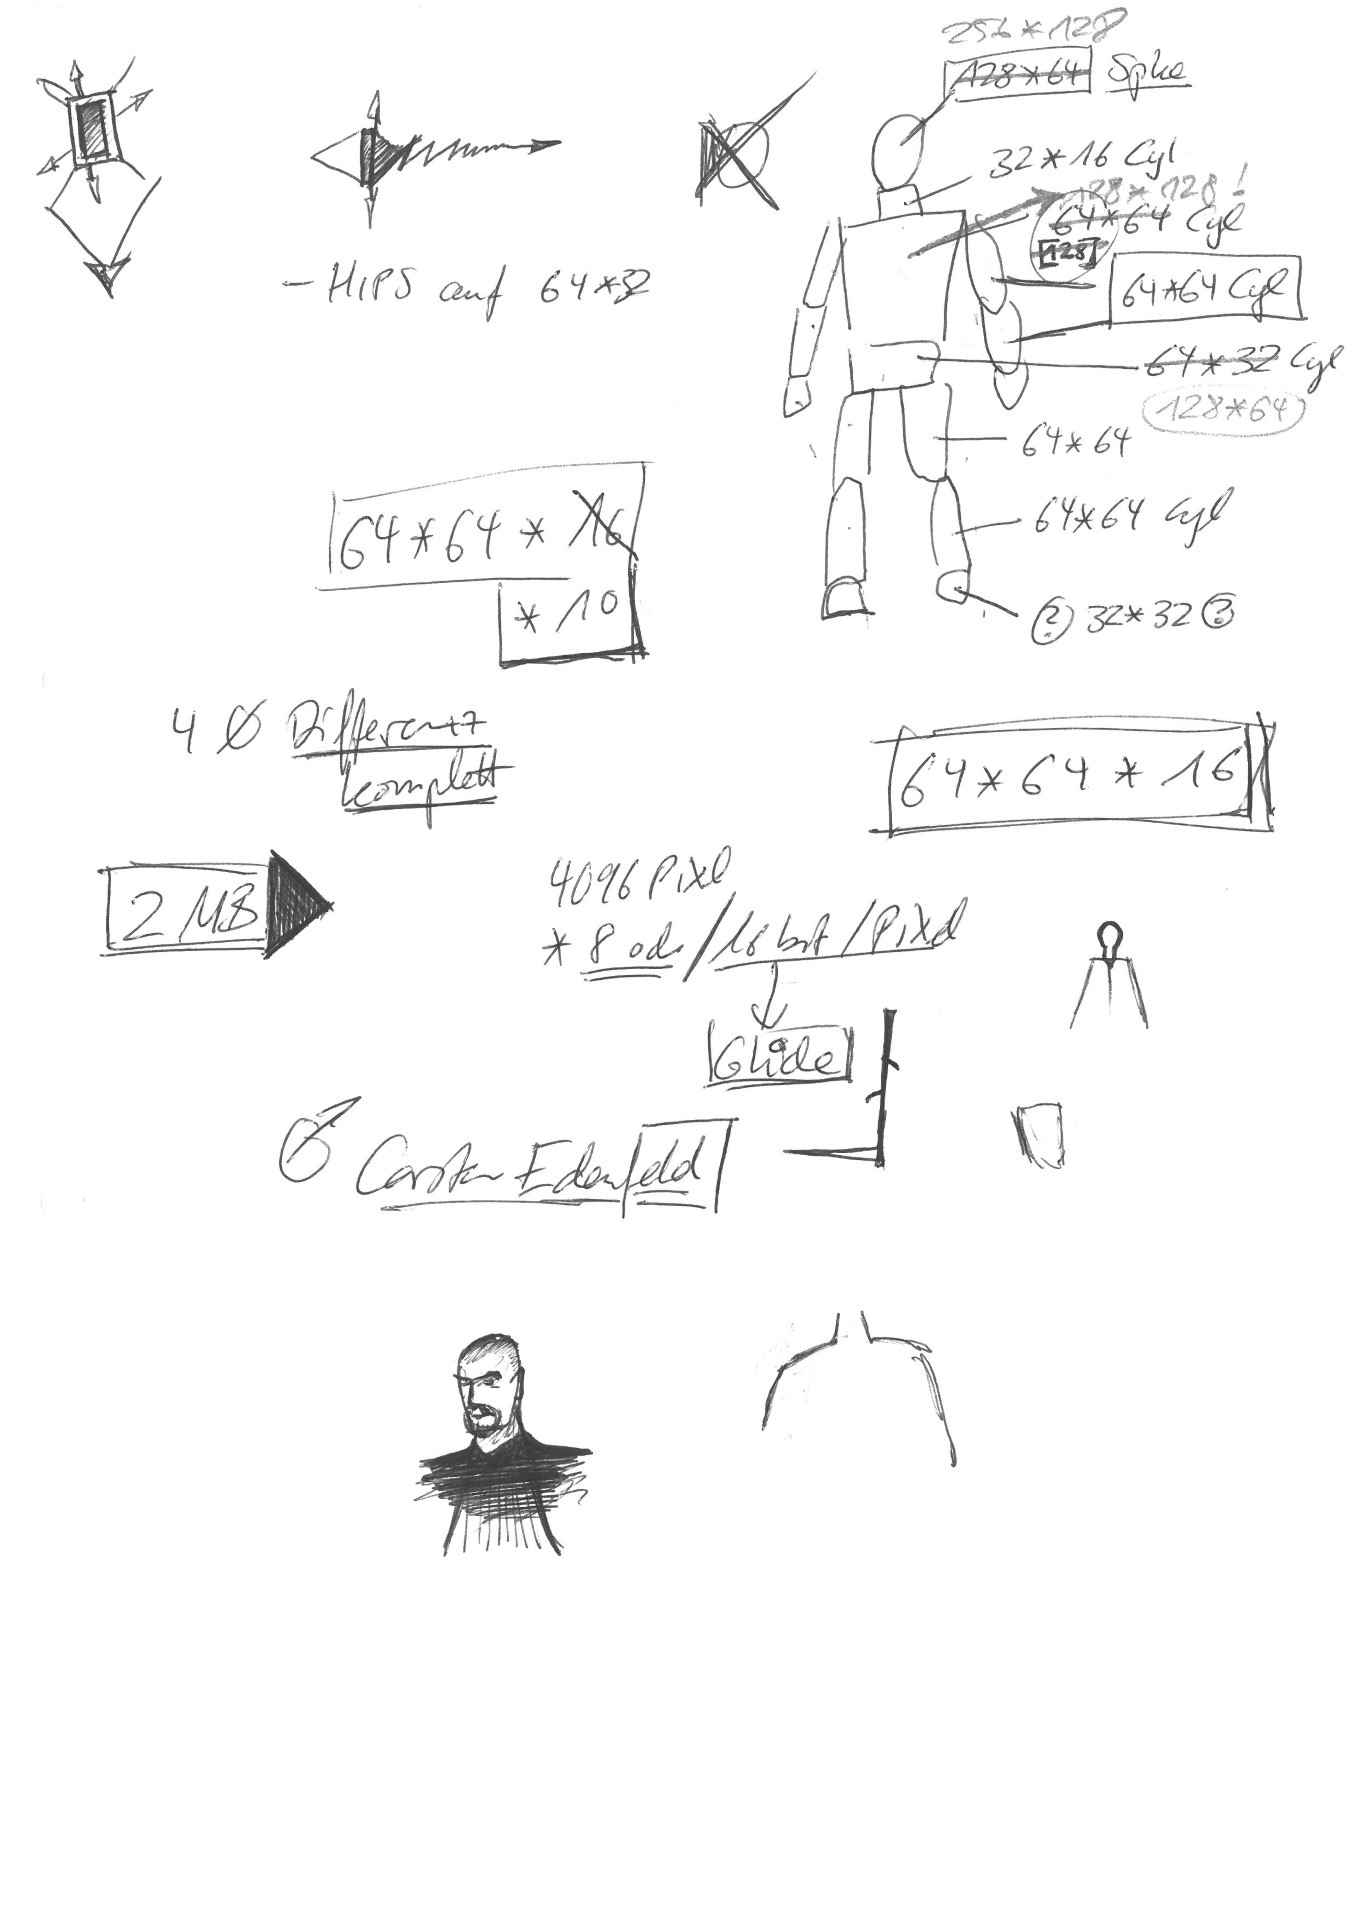 256*128
128*64 Sphe
32*16 Cyl
128*128!
64*64 Cyl
[128]
- HIPS auf 64*32
64*64 Cyl
64*32 Cyl
128*64
64*64
64*64 Cyl
? 32*32 ?
64*64*16
*10
4 Ø Differenz
komplett
64*64*16
2 MB
4096 Pixel
* 8 od / 16 bit / Pixel
Glide
Carsten Edenfeld